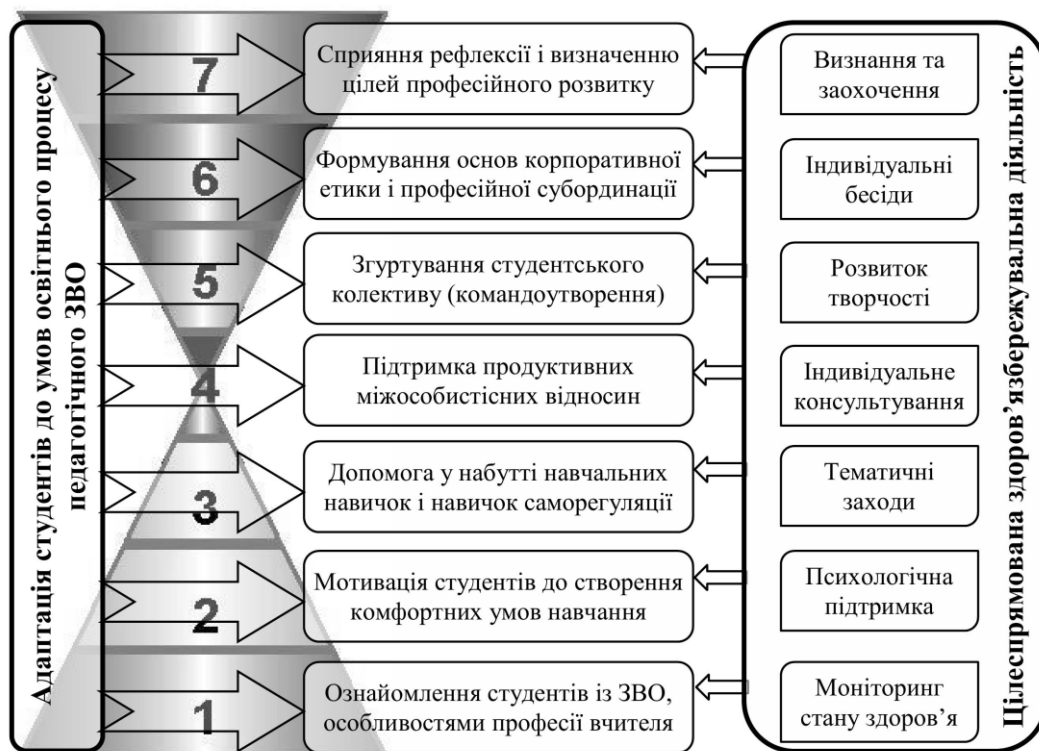 Адаптація студентів до умов освітнього процесу
педагогічного ЗВО
7
Сприяння рефлексії і визначенню
цілей професійного розвитку
Визнання та
заохочення
6
Формування основ корпоративної
етики і професійної субординації
Індивідуальні
бесіди
5
Згуртування студентського
колективу (командоутворення)
Розвиток
творчості
4
Підтримка продуктивних
міжособистісних відносин
Індивідуальне
консультування
3
Допомога у набутті навчальних
навичок і навичок саморегуляції
Тематичні
заходи
2
Мотивація студентів до створення
комфортних умов навчання
Психологічна
підтримка
1
Ознайомлення студентів із ЗВО,
особливостями професії вчителя
Моніторинг
стану здоров’я
Цілеспрямована здоров’язбережувальна діяльність